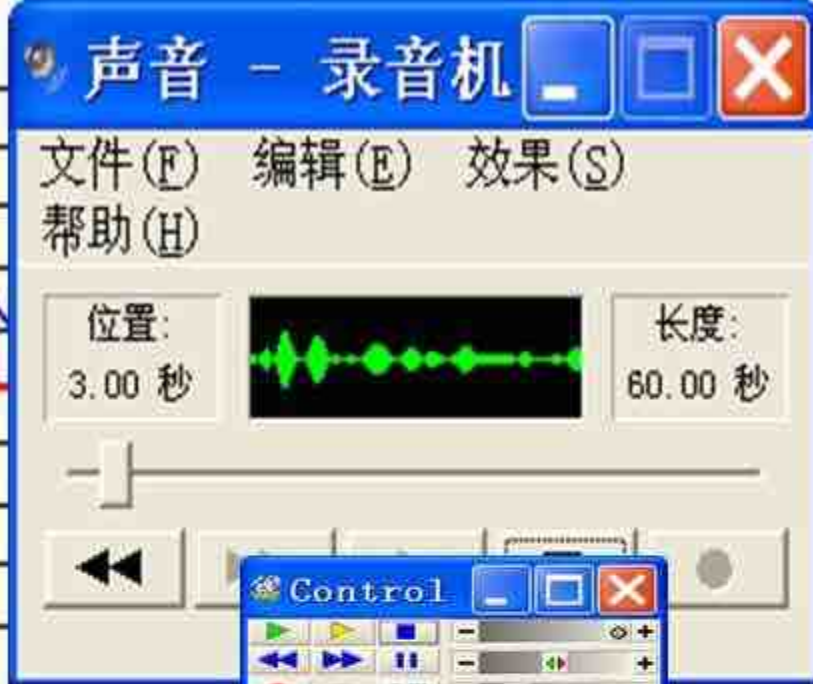 声音 - 录音机
文件(F) 编辑(E) 效果(S)
帮助(H)
位置:
3.00 秒
长度:
60.00 秒
Control